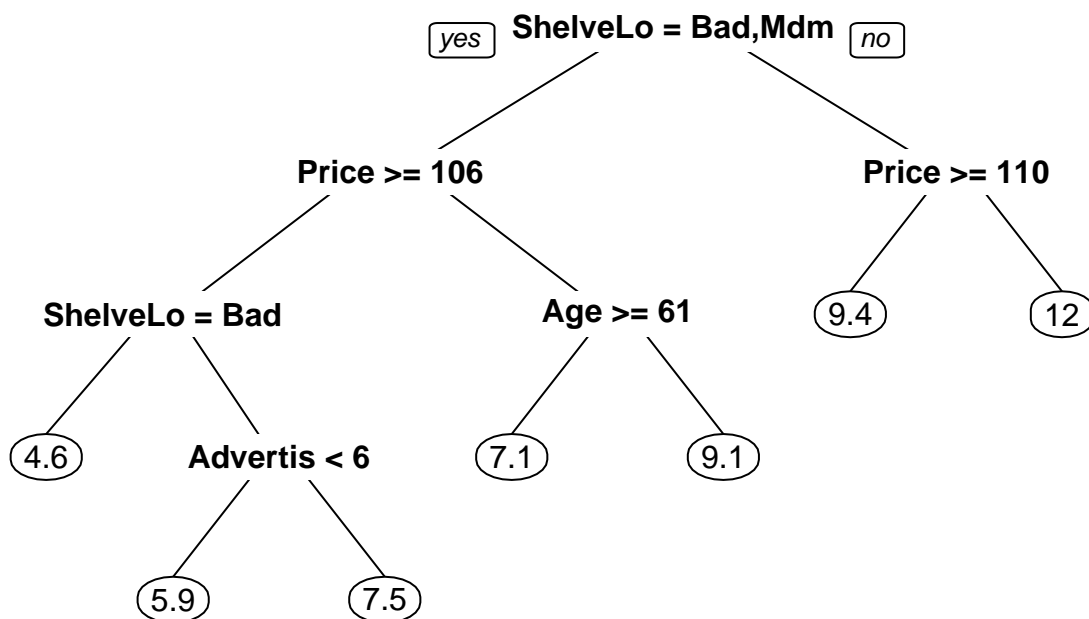 yes ShelveLo = Bad,Mdm no
Price >= 106 Price >= 110
ShelveLo = Bad Age >= 61 9.4 12
4.6 Advertis < 6 7.1 9.1
5.9 7.5